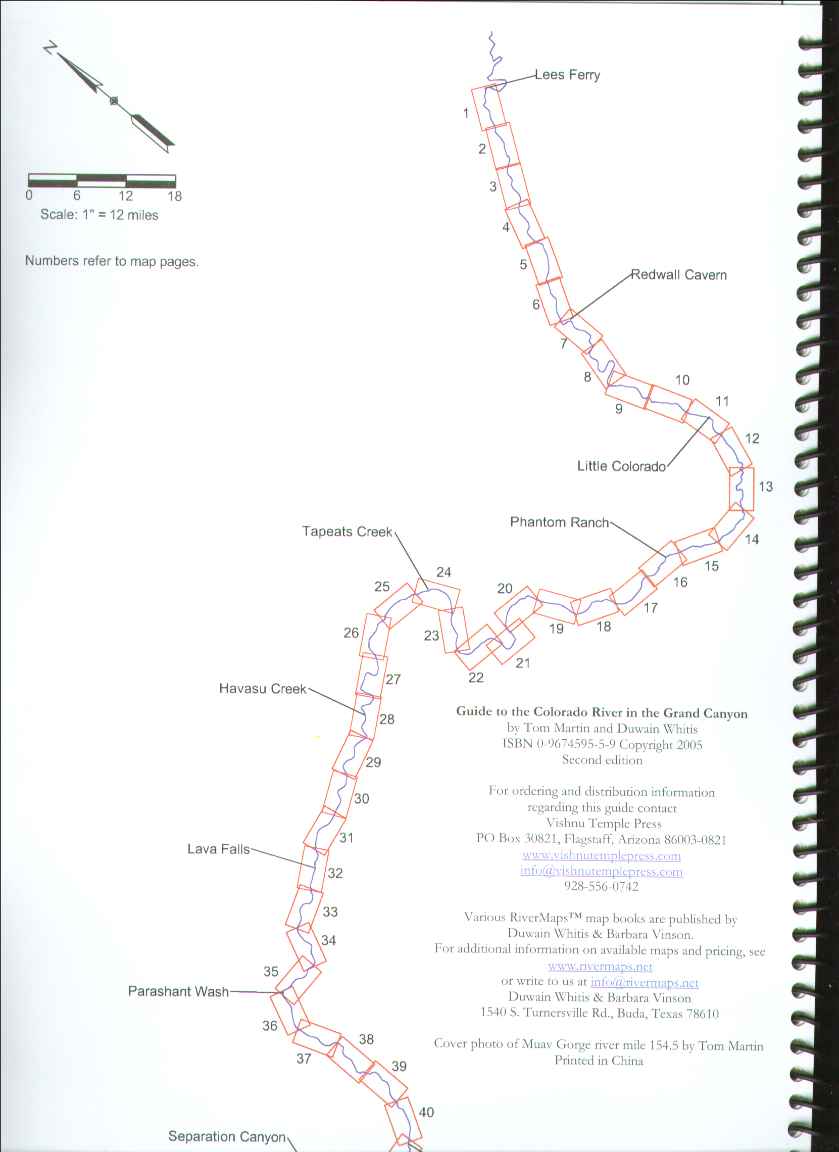 N
Lees Ferry
1
2
3
4
5
6
7
8
9
10
11
12
13
14
15
16
17
18
19
20
21
22
23
24
25
26
27
28
29
30
31
32
33
34
35
36
37
38
39
40
0 6 12 18
Scale: 1" = 12 miles
Numbers refer to map pages.
Redwall Cavern
Little Colorado
Phantom Ranch
Tapeats Creek
Havasu Creek
Lava Falls
Parashant Wash
Separation Canyon
Guide to the Colorado River in the Grand Canyon
by Tom Martin and Duwain Whitis
ISBN 0-9674595-5-9 Copyright 2005
Second edition
For ordering and distribution information
regarding this guide contact
Vishnu Temple Press
PO Box 30821, Flagstaff, Arizona 86003-0821
www.vishnutemplepress.com
info@vishnutemplepress.com
928-556-0742
Various RiverMaps™ map books are published by
Duwain Whitis & Barbara Vinson.
For additional information on available maps and pricing, see
www.rivermaps.net
or write to us at info@rivermaps.net
Duwain Whitis & Barbara Vinson
1540 S. Turnersville Rd., Buda, Texas 78610
Cover photo of Muav Gorge river mile 154.5 by Tom Martin
Printed in China